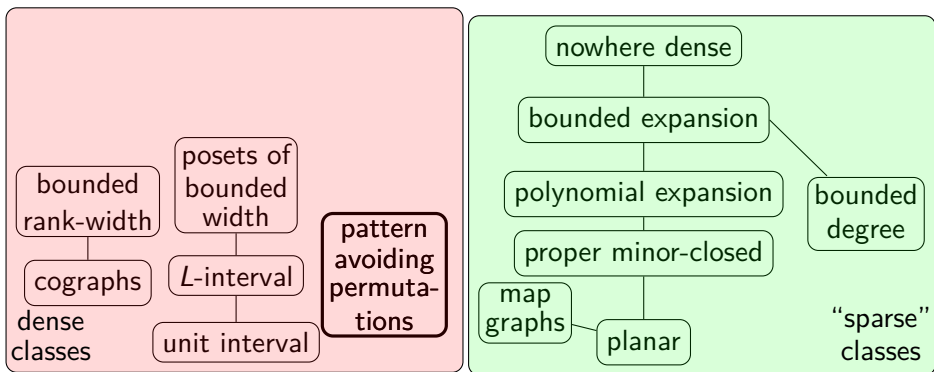 bounded
rank-width
cographs
posets of
bounded
width
L-interval
unit interval
pattern
avoiding
permuta-
tions
dense
classes
nowhere dense
bounded expansion
polynomial expansion
bounded
degree
proper minor-closed
map
graphs
planar
“sparse”
classes